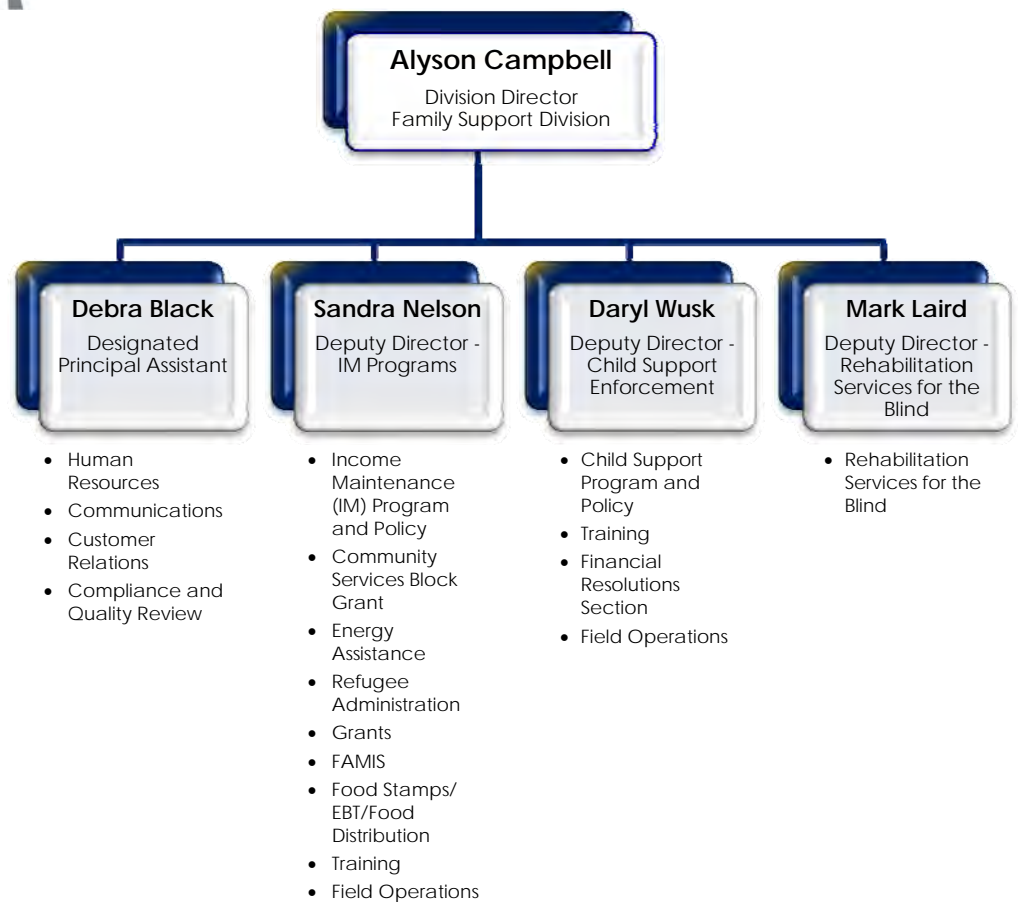 Alyson Campbell
Division Director
Family Support Division
Debra Black
Designated
Principal Assistant
• Human
Resources
• Communications
• Customer
Relations
• Compliance and
Quality Review
Sandra Nelson
Deputy Director -
IM Programs
• Income
Maintenance
(IM) Program
and Policy
• Community
Services Block
Grant
• Energy
Assistance
• Refugee
Administration
• Grants
• FAMIS
• Food Stamps/
EBT/Food
Distribution
• Training
• Field Operations
Daryl Wusk
Deputy Director -
Child Support
Enforcement
• Child Support
Program and
Policy
• Training
• Financial
Resolutions
Section
• Field Operations
Mark Laird
Deputy Director -
Rehabilitation
Services for the
Blind
• Rehabilitation
Services for the
Blind